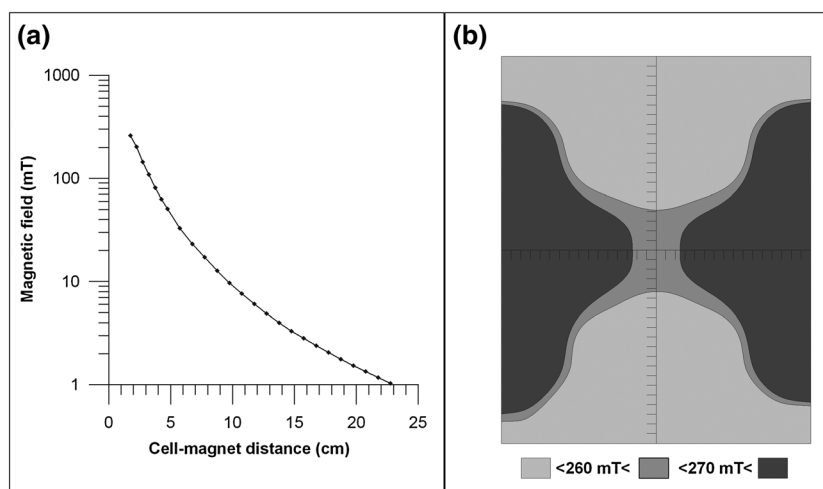 (a)
1000
100
10
1
Magnetic field (mT)
0 5 10 15 20 25
Cell-magnet distance (cm)
(b)
<260 mT< <270 mT<